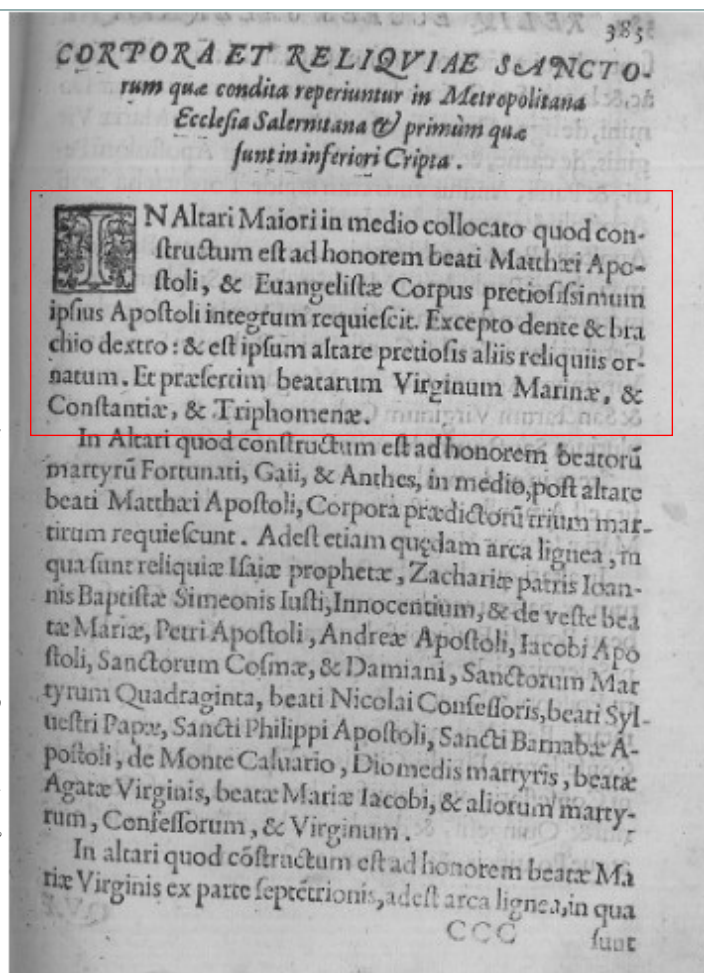 385
CORPORA ET RELIQVIAE SANCTO-
rum quæ condita reperiuntur in Metropolitana
Ecclesia Salernitana & primùm quæ
sunt in inferiori Cripta.
IN Altari Maiori in medio collocato quod con-
structum est ad honorem beati Matthæi Apo-
stoli, & Euangelistæ Corpus pretiosissimum
ipsius Apostoli integrum requiescit. Excepto dente & bra
chio dextro: & est ipsum altare pretiosis aliis reliquiis or-
natum. Et præsertim beatarum Virginum Marinæ, &
Constantiæ, & Triphomenæ.
In Altari quod constructum est ad honorem beatorū
martyrū Fortunati, Gaii, & Anthes, in medio, post altare
beati Matthæi Apostoli, Corpora prædictorū trium mar-
tirum requiescunt. Adest etiam quędam arca lignea, in
qua sunt reliquiæ Isaiæ prophetæ, Zachariæ patris Ioan-
nis Baptistæ Simeonis Iusti, Innocentium, & de veste bea
tæ Mariæ, Petri Apostoli, Andreæ Apostoli, Iacobi Apo
stoli, Sanctorum Cosmæ, & Damiani, Sanctorum Mar
tyrum Quadraginta, beati Nicolai Confessoris, beati Syl-
uestri Papæ, Sancti Philippi Apostoli, Sancti Barnabæ A-
postoli, de Monte Caluario, Diomedis martyris, beatæ
Agatæ Virginis, beatæ Mariæ Iacobi, & aliorum marty-
rum, Confessorum, & Virginum.
In altari quod cōstructum est ad honorem beatæ Ma
riæ Virginis ex parte septētrionis, adest arca lignea, in qua
CCC sunt